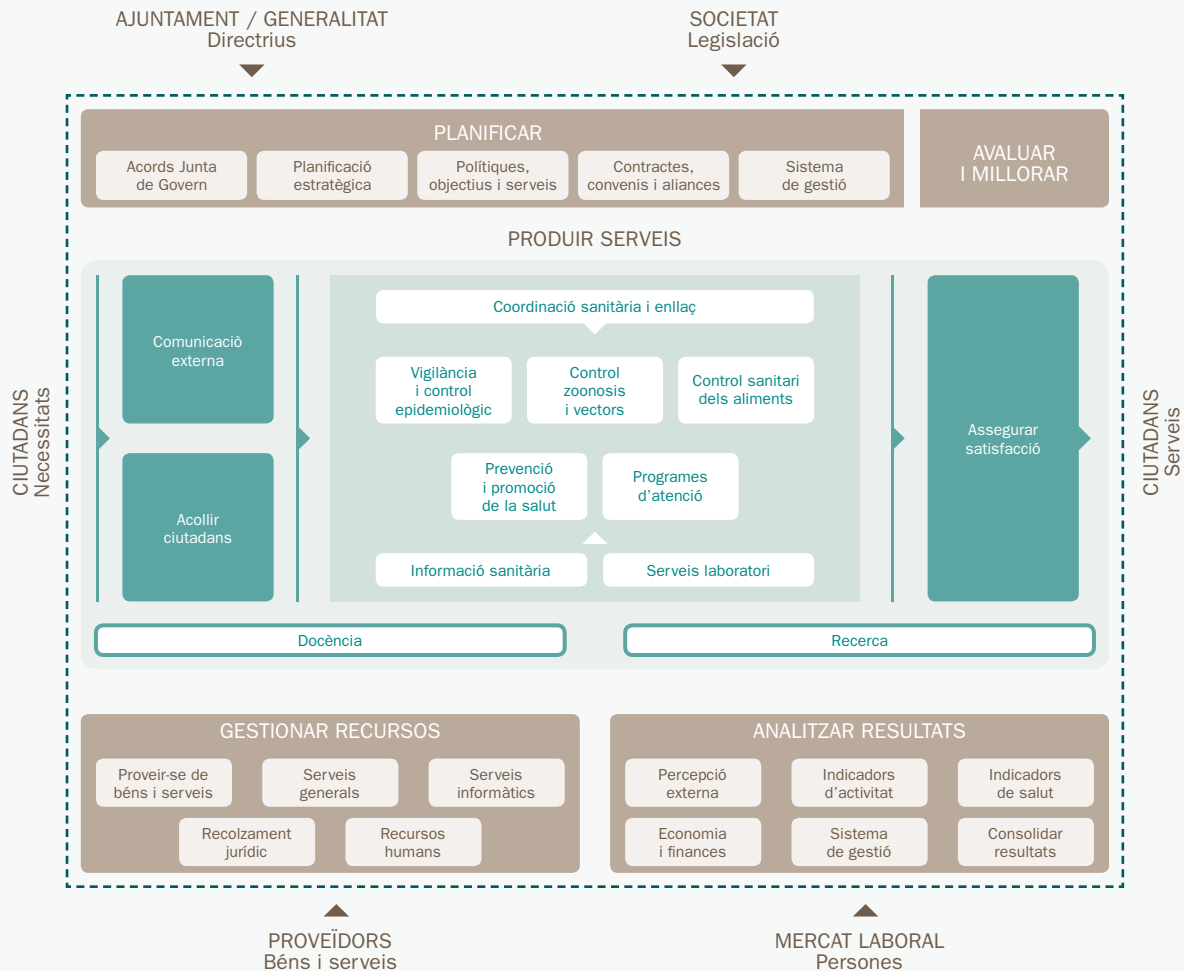 AJUNTAMENT / GENERALITAT
Directrius
SOCIETAT
Legislació
PLANIFICAR
Acords Junta
de Govern
Planificació
estratègica
Polítiques,
objectius i serveis
Contractes,
convenis i aliances
Sistema
de gestió
AVALUAR
I MILLORAR
PRODUIR SERVEIS
CIUTADANS
Necessitats
Comunicaciò
externa
Acollir
ciutadans
Coordinació sanitària i enllaç
Vigilància
i control
epidemiològic
Control
zoonosis
i vectors
Control sanitari
dels aliments
Prevenció
i promoció
de la salut
Programes
d’atenció
Informació sanitària
Serveis laboratori
Assegurar
satisfacció
CIUTADANS
Serveis
Docència
Recerca
GESTIONAR RECURSOS
Proveir-se de
béns i serveis
Serveis
generals
Serveis
informàtics
Recolzament
jurídic
Recursos
humans
ANALITZAR RESULTATS
Percepció
externa
Indicadors
d’activitat
Indicadors
de salut
Economia
i finances
Sistema
de gestió
Consolidar
resultats
PROVEÏDORS
Béns i serveis
MERCAT LABORAL
Persones